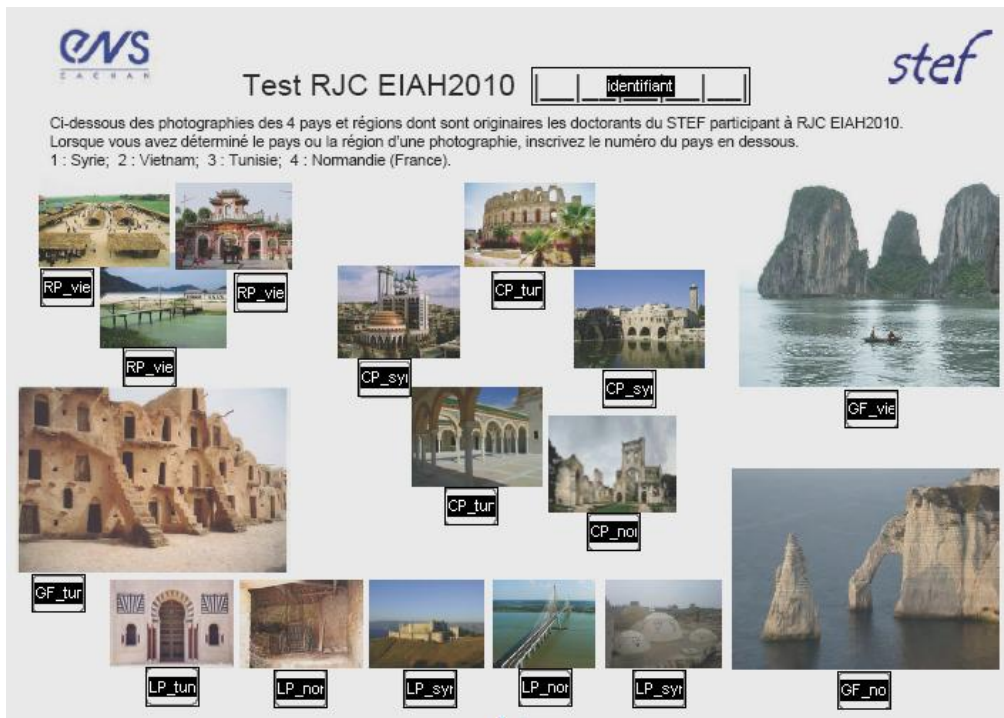 ens
CACHAN
stef
Test RJC EIAH2010 identifiant
Ci-dessous des photographies des 4 pays et régions dont sont originaires les doctorants du STEF participant à RJC EIAH2010.
Lorsque vous avez déterminé le pays ou la région d'une photographie, inscrivez le numéro du pays en dessous.
1 : Syrie; 2 : Vietnam; 3 : Tunisie; 4 : Normandie (France).
RP_vie
RP_vie
CP_tur
RP_vie
CP_syr
CP_syr
GF_vie
CP_tur
CP_nor
GF_tur
LP_tun
LP_nor
LP_syr
LP_nor
LP_syr
GF_no